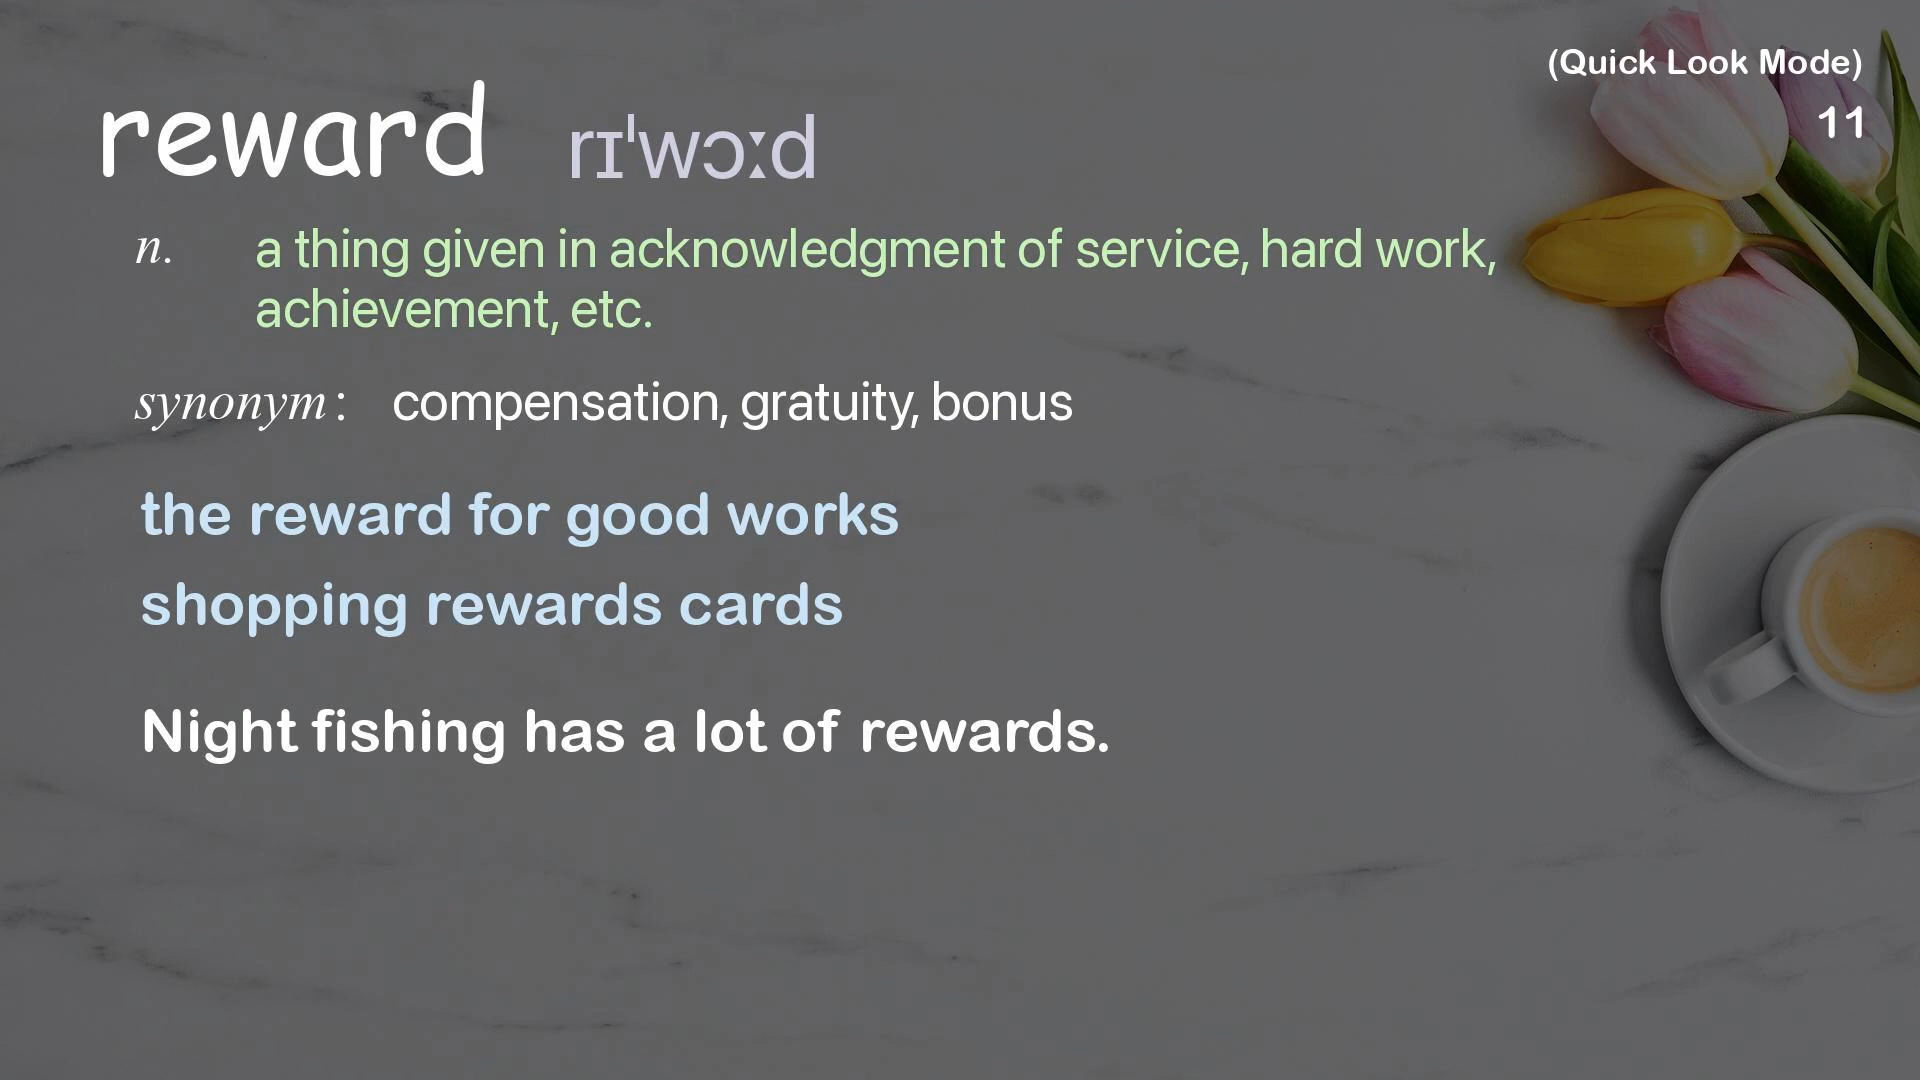 (Quick Look Mode)
11
reward rɪˈwɔːd
n. a thing given in acknowledgment of service, hard work,
achievement, etc.
synonym: compensation, gratuity, bonus
the reward for good works
shopping rewards cards
Night fishing has a lot of rewards.